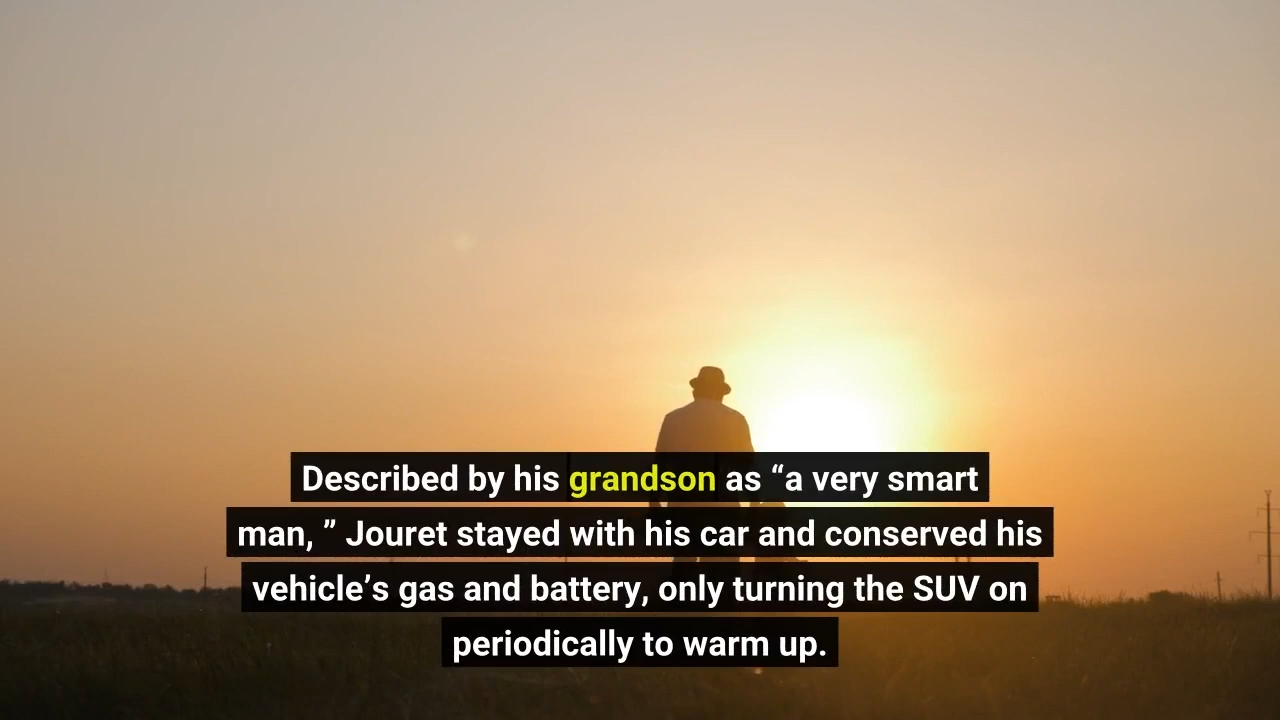 Described by his grandson as “a very smart
man, ” Jouret stayed with his car and conserved his
vehicle’s gas and battery, only turning the SUV on
periodically to warm up.